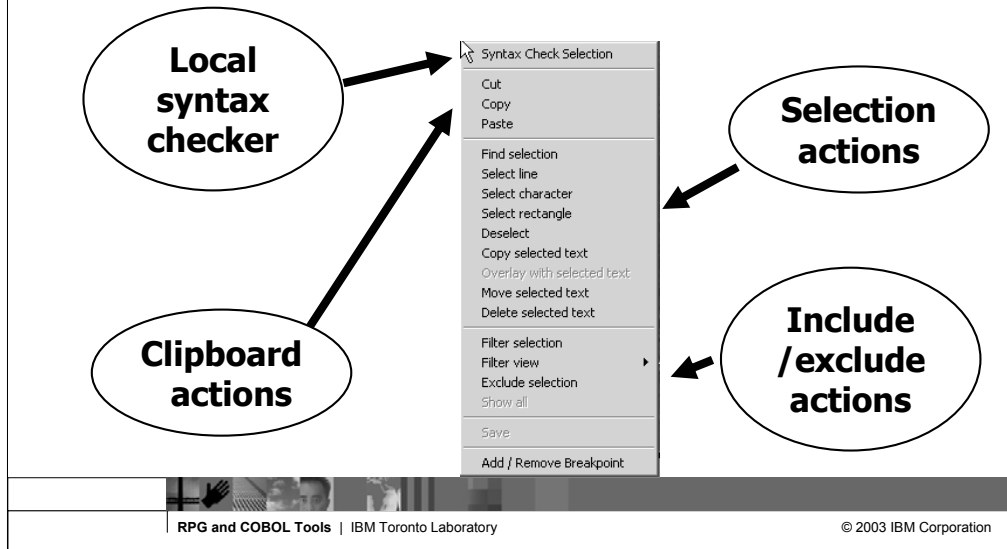 Local
syntax
checker
Clipboard
actions
Syntax Check Selection
Cut
Copy
Paste
Find selection
Select line
Select character
Select rectangle
Deselect
Copy selected text
Overlay with selected text
Move selected text
Delete selected text
Filter selection
Filter view
Exclude selection
Show all
Save
Add / Remove Breakpoint
Selection
actions
Include
/exclude
actions
RPG and COBOL Tools | IBM Toronto Laboratory
© 2003 IBM Corporation